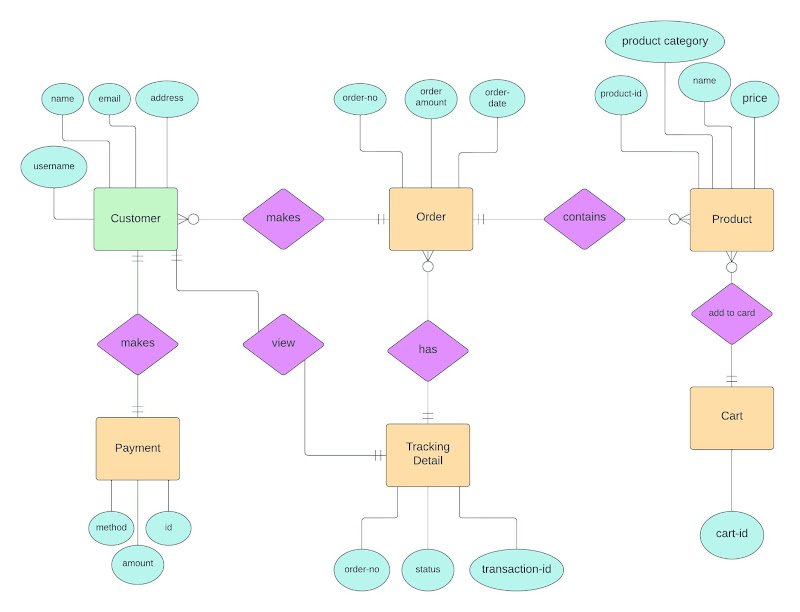 product category
name
email
address
order-no
order
amount
order-
date
product-id
name
price
username
Customer
makes
Order
contains
Product
makes
view
has
add to card
Payment
Tracking
Detail
Cart
method
id
amount
order-no
status
transaction-id
cart-id